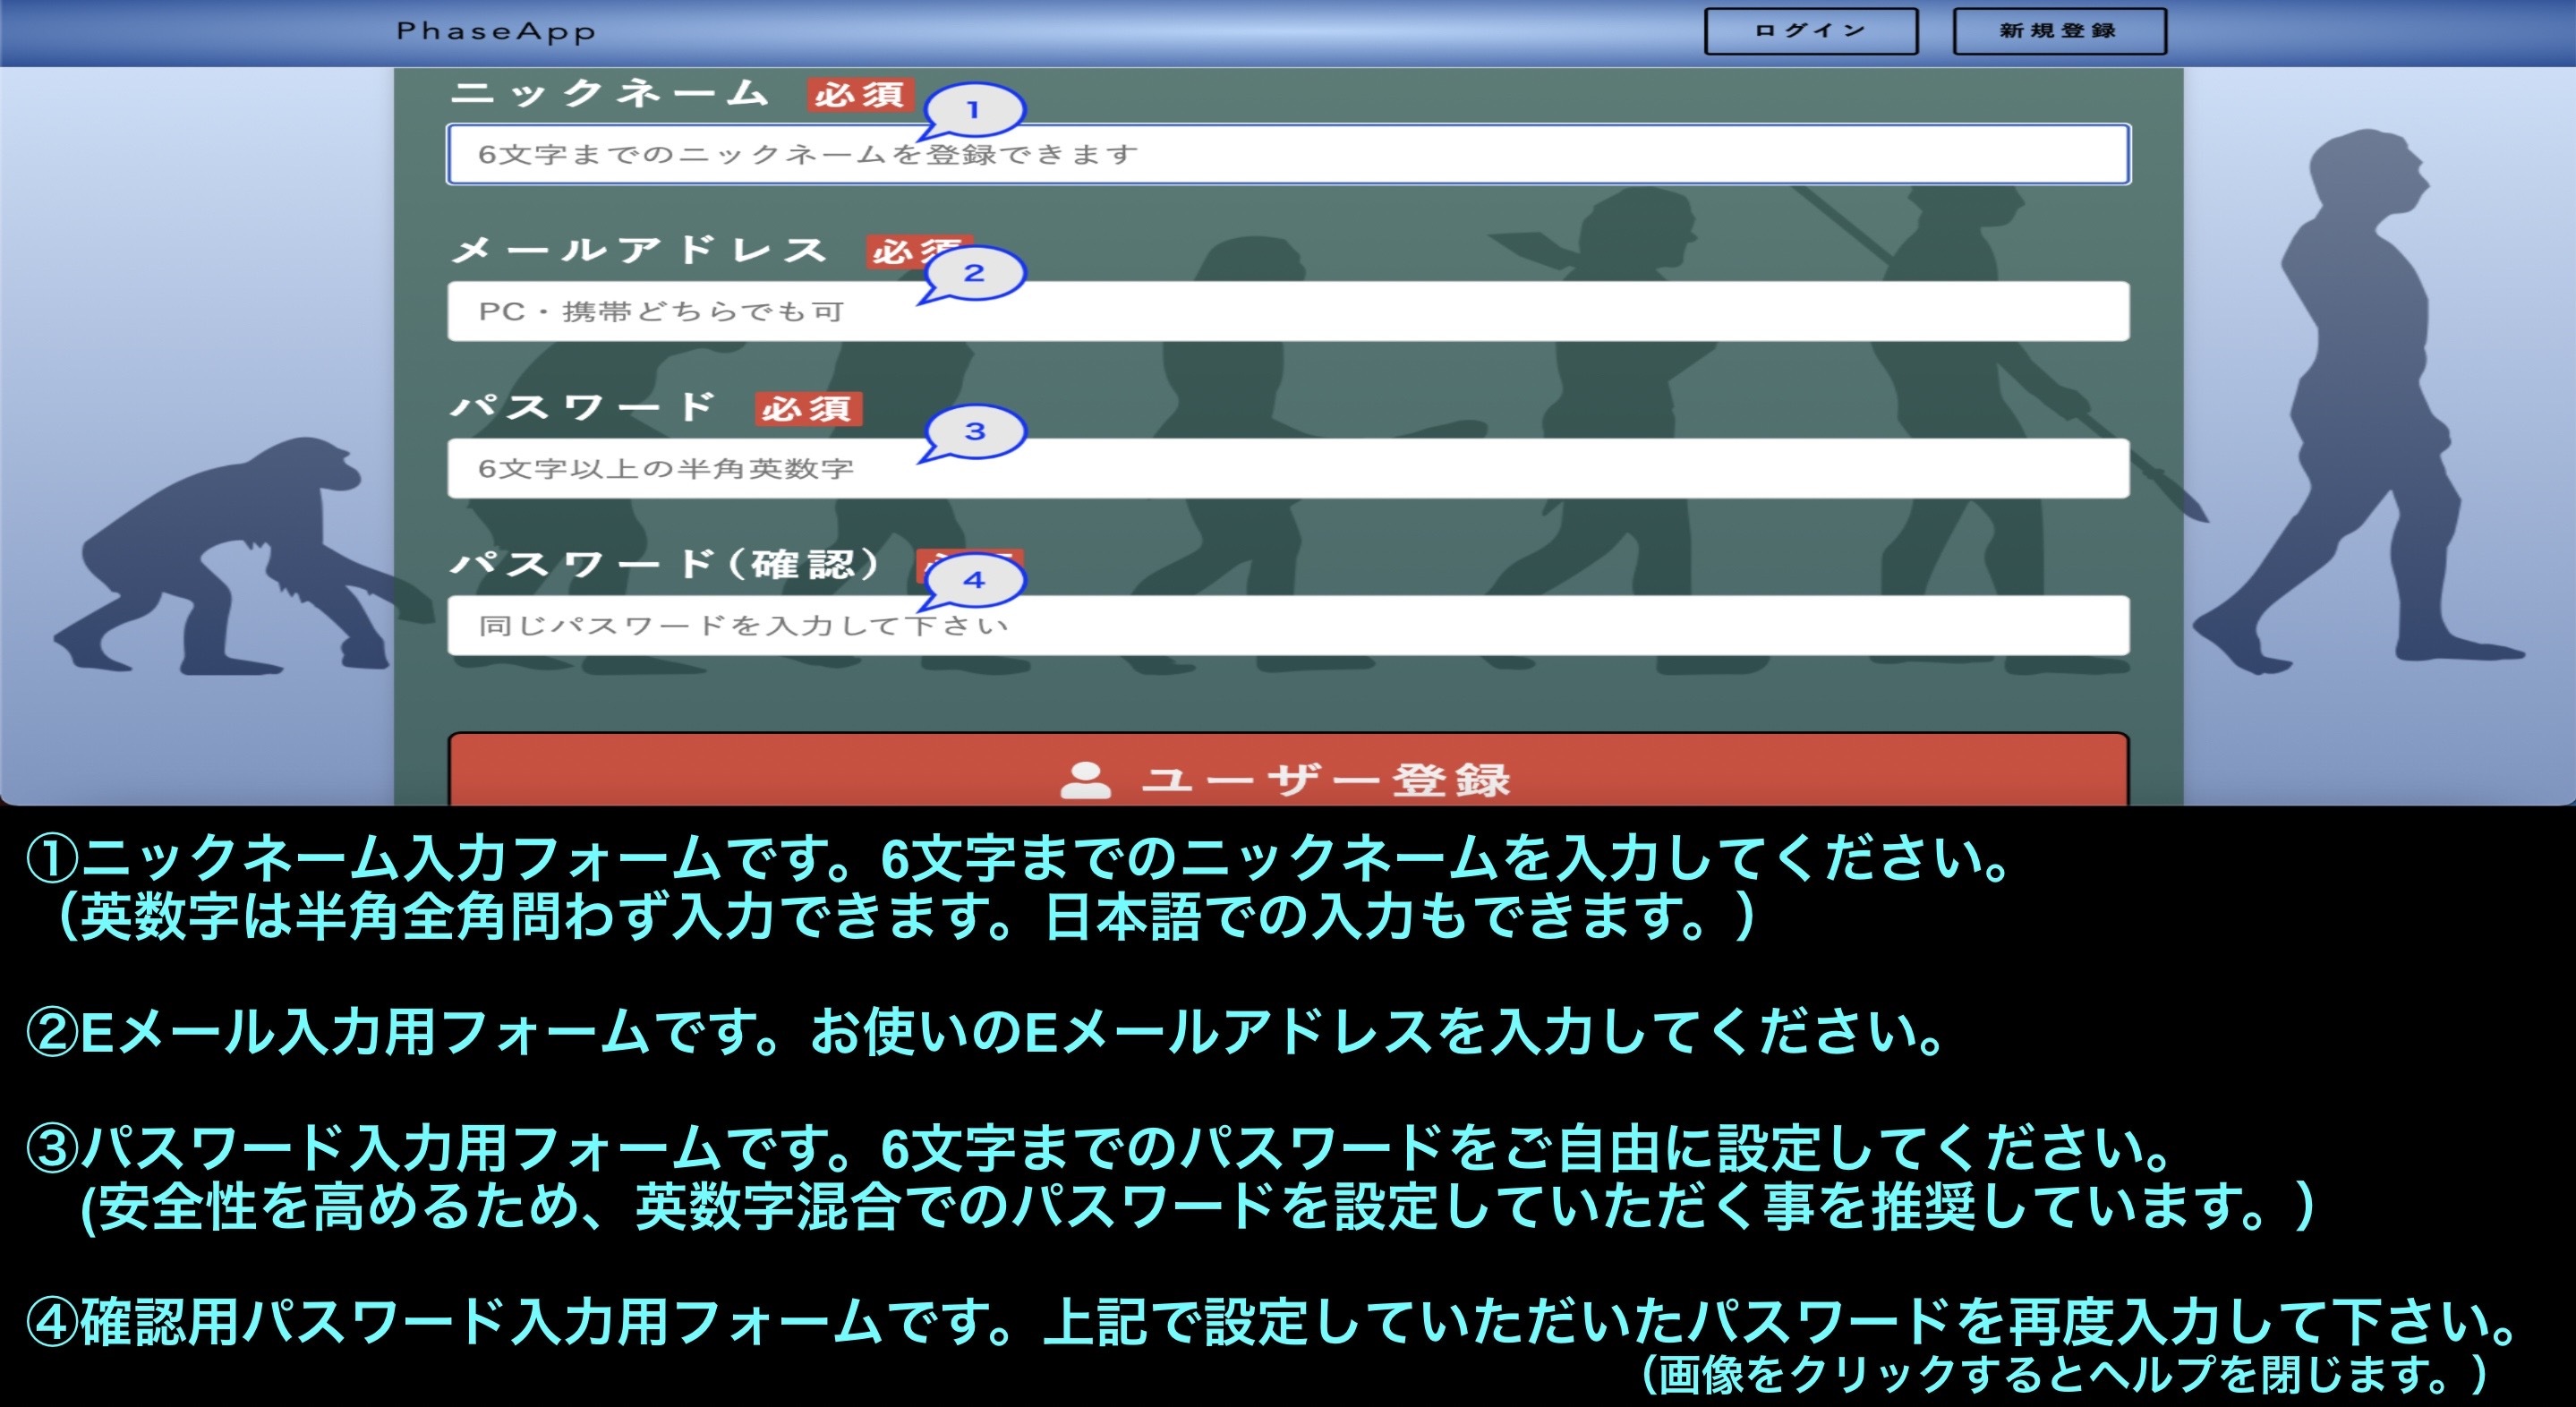 PhaseApp
ログイン
新規登録
ニックネーム 必須
1
6文字までのニックネームを登録できます
メールアドレス 必須
2
PC・携帯どちらでも可
パスワード 必須
3
6文字以上の半角英数字
パスワード(確認)
4
同じパスワードを入力して下さい
ユーザー登録
①ニックネーム入力フォームです。6文字までのニックネームを入力してください。
（英数字は半角全角問わず入力できます。日本語での入力もできます。）
②Eメール入力用フォームです。お使いのEメールアドレスを入力してください。
③パスワード入力用フォームです。6文字までのパスワードをご自由に設定してください。
(安全性を高めるため、英数字混合でのパスワードを設定していただく事を推奨しています。）
④確認用パスワード入力用フォームです。上記で設定していただいたパスワードを再度入力して下さい。
（画像をクリックするとヘルプを閉じます。）